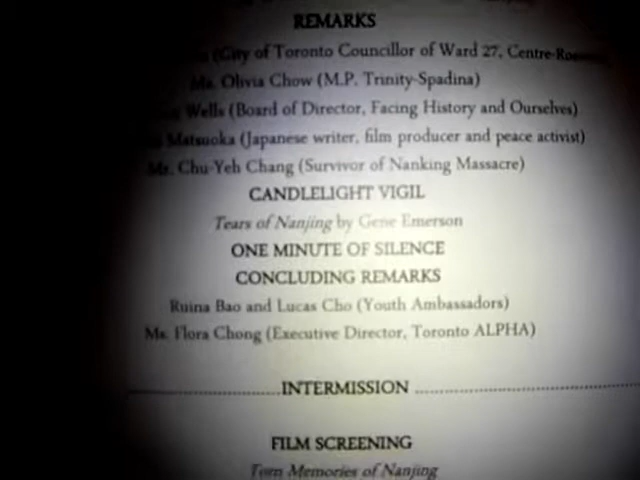 REMARKS
(City of Toronto Councillor of Ward 27, Centre-
Ms. Olivia Chow (M.P. Trinity-Spadina)
Wells (Board of Director, Facing History and Ourselves)
Matsuoka (Japanese writer, film producer and peace activist)
Mr. Chu-Yeh Chang (Survivor of Nanking Massacre)
CANDLELIGHT VIGIL
Tears of Nanjing by Gene Emerson
ONE MINUTE OF SILENCE
CONCLUDING REMARKS
Ruina Bao and Lucas Cho (Youth Ambassadors)
Ms. Flora Chong (Executive Director, Toronto ALPHA)
INTERMISSION
FILM SCREENING
Torn Memories of Nanjing